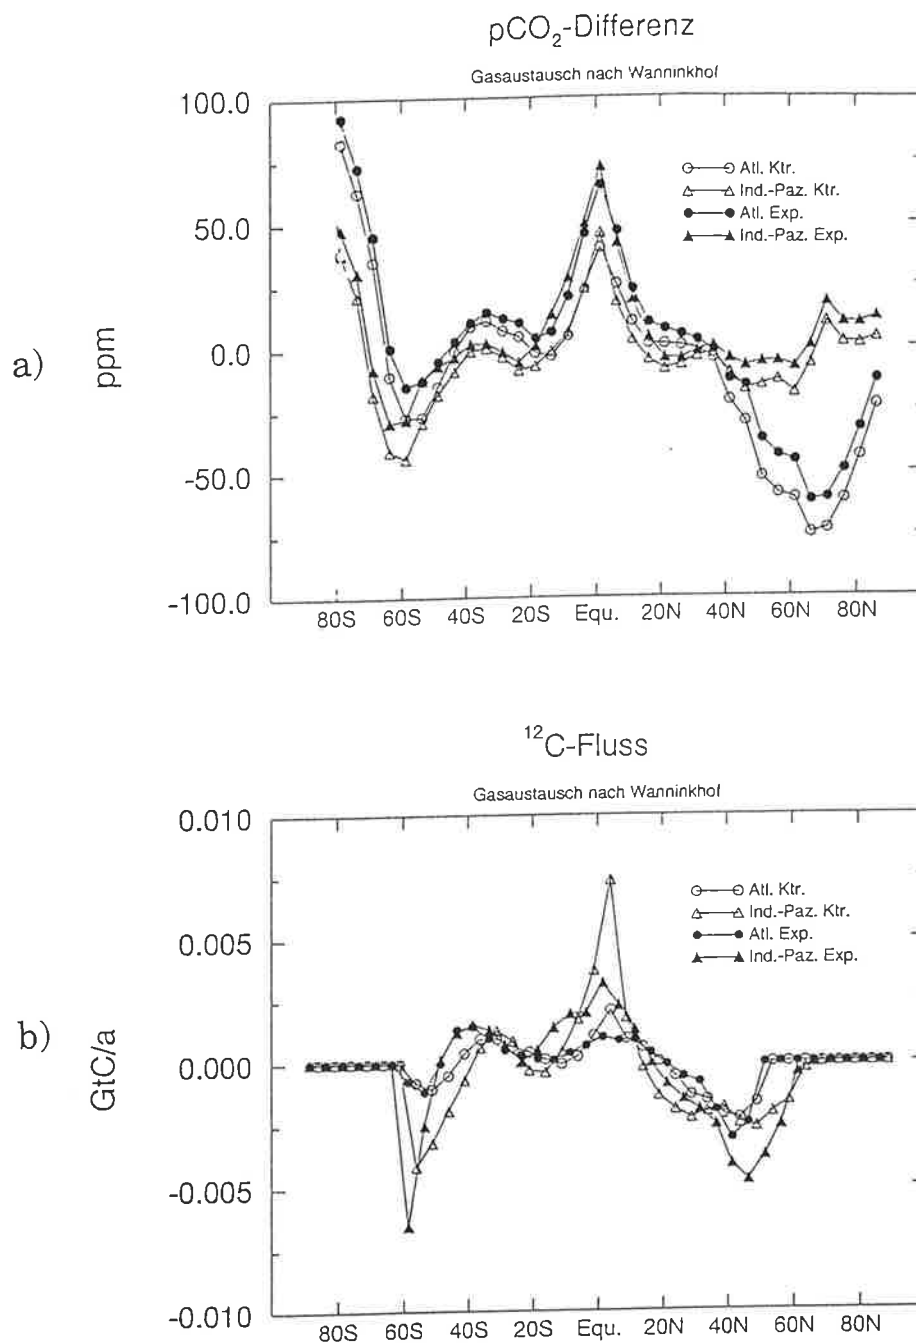 pCO₂-Differenz
Gasaustausch nach Wanninkhof
a)
ppm
100.0
50.0
0.0
-50.0
-100.0
Atl. Ktr.
Ind.-Paz. Ktr.
Atl. Exp.
Ind.-Paz. Exp.
80S 60S 40S 20S Equ. 20N 40N 60N 80N
¹²C-Fluss
Gasaustausch nach Wanninkhof
b)
GtC/a
0.010
0.005
0.000
-0.005
-0.010
Atl. Ktr.
Ind.-Paz. Ktr.
Atl. Exp.
Ind.-Paz. Exp.
80S 60S 40S 20S Equ. 20N 40N 60N 80N